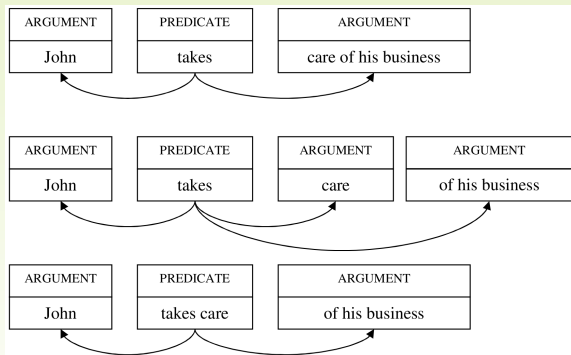 ARGUMENT PREDICATE ARGUMENT
John takes care of his business
ARGUMENT PREDICATE ARGUMENT ARGUMENT
John takes care of his business
ARGUMENT PREDICATE ARGUMENT
John takes care of his business